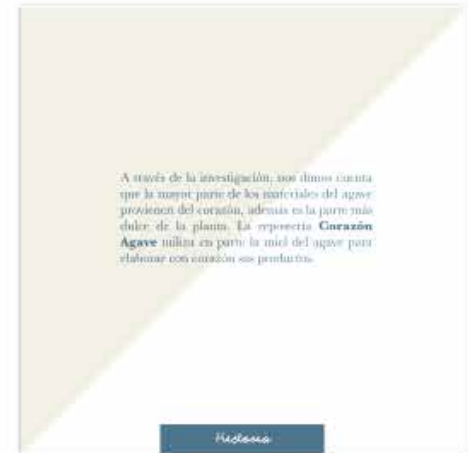 A través de la investigación, nos dimos cuenta
que la mayor parte de los materiales del agave
provienen del corazón, además es la parte más
dulce de la planta. La repostería Corazón
Agave utiliza en parte la miel del agave para
elaborar con corazón sus productos.
Historia